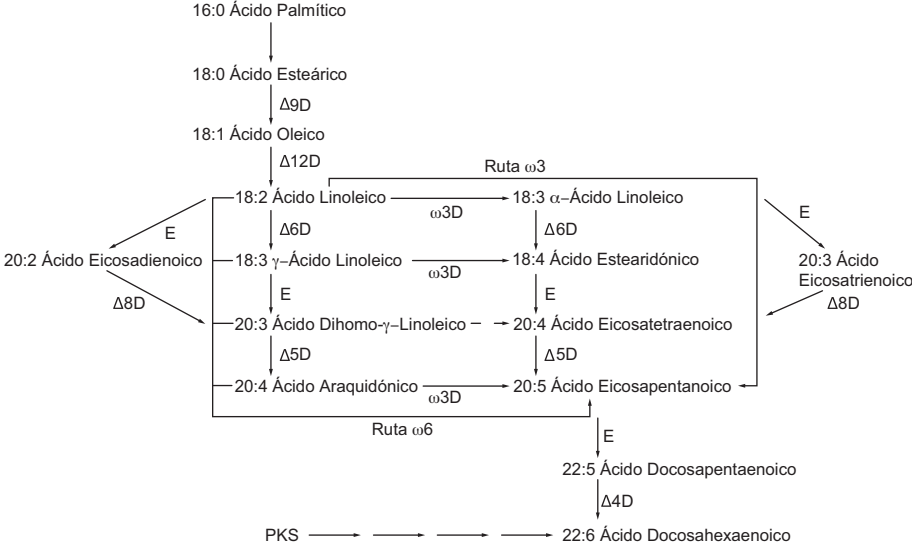 16:0 Ácido Palmítico
18:0 Ácido Esteárico
Δ9D
18:1 Ácido Oleico
Δ12D
Ruta ω3
18:2 Ácido Linoleico
ω3D
18:3 α–Ácido Linoleico
E
Δ6D
Δ6D
E
20:2 Ácido Eicosadienoico
18:3 γ–Ácido Linoleico
ω3D
18:4 Ácido Estearidónico
20:3 Ácido
Eicosatrienoico
Δ8D
E
E
Δ8D
20:3 Ácido Dihomo-γ–Linoleico
20:4 Ácido Eicosatetraenoico
Δ5D
Δ5D
20:4 Ácido Araquidónico
ω3D
20:5 Ácido Eicosapentanoico
Ruta ω6
E
22:5 Ácido Docosapentaenoico
Δ4D
PKS
22:6 Ácido Docosahexaenoico